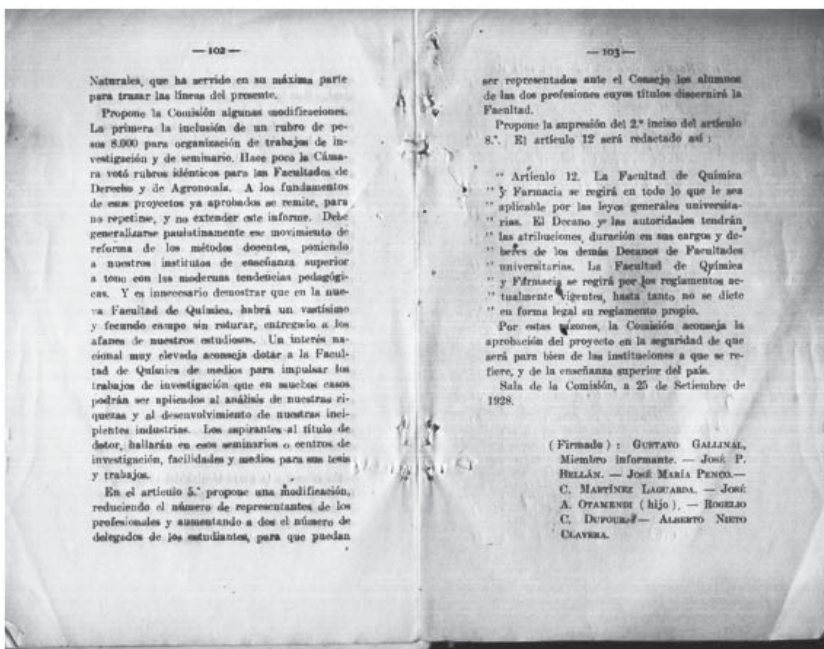 — 102 —
Naturales, que ha servido en su máxima parte
para trazar las líneas del presente.
Propone la Comisión algunas modificaciones.
La primera la inclusión de un rubro de pe-
sos 8.000 para organización de trabajos de in-
vestigación y de seminario. Hace poco la Cáma-
ra votó rubros idénticos para las Facultades de
Derecho y de Agronomía. A los fundamentos
de esos proyectos ya aprobados se remite, para
no repetirse, y no extender este informe. Debe
generalizarse paulatinamente ese movimiento de
reforma de los métodos docentes, poniendo
a nuestros institutos de enseñanza superior
a tono con las modernas tendencias pedagógi-
cas. Y es innecesario demostrar que en la nue-
va Facultad de Química, habrá un vastísimo
y fecundo campo sin roturar, entregado a los
afanes de nuestros estudiosos. Un interés na-
cional muy elevado aconseja dotar a la Facul-
tad de Química de medios para impulsar los
trabajos de investigación que en muchos casos
podrán ser aplicados al análisis de nuestras ri-
quezas y al desenvolvimiento de nuestras inci-
pientes industrias. Los aspirantes al título de
dotor, hallarán en esos seminarios o centros de
investigación, facilidades y medios para sus tesis
y trabajos.
En el artículo 5.º propone una modificación,
reduciendo el número de representantes de los
profesionales y aumentando a dos el número de
delegados de los estudiantes, para que puedan
— 103 —
ser representados ante el Consejo los alumnos
de las dos profesiones cuyos títulos discernirá la
Facultad.
Propone la supresión del 2.º inciso del artículo
8.º. El artículo 12 será redactado así :
" Artículo 12. La Facultad de Química
" y Farmacia se regirá en todo lo que le sea
" aplicable por las leyes generales universita-
" rias. El Decano y las autoridades tendrán
" las atribuciones, duración en sus cargos y de-
" beres de los demás Decanos de Facultades
" universitarias. La Facultad de Química
" y Farmacia se regirá por los reglamentos ac-
" tualmente vigentes, hasta tanto no se dicte
" en forma legal su reglamento propio.
Por estas razones, la Comisión aconseja la
aprobación del proyecto en la seguridad de que
será para bien de las instituciones a que se re-
fiere, y de la enseñanza superior del país.
Sala de la Comisión, a 25 de Setiembre de
1928.
( Firmado ) : GUSTAVO GALLINAL,
Miembro informante. — JOSÉ P.
BELLÁN. — JOSÉ MARÍA PENCO.—
C. MARTÍNEZ LAGUARDA. — JOSÉ
A. OTAMENDI ( hijo ). — ROGELIO
C. DUFOUR. — ALBERTO NIETO
CLAVERA.